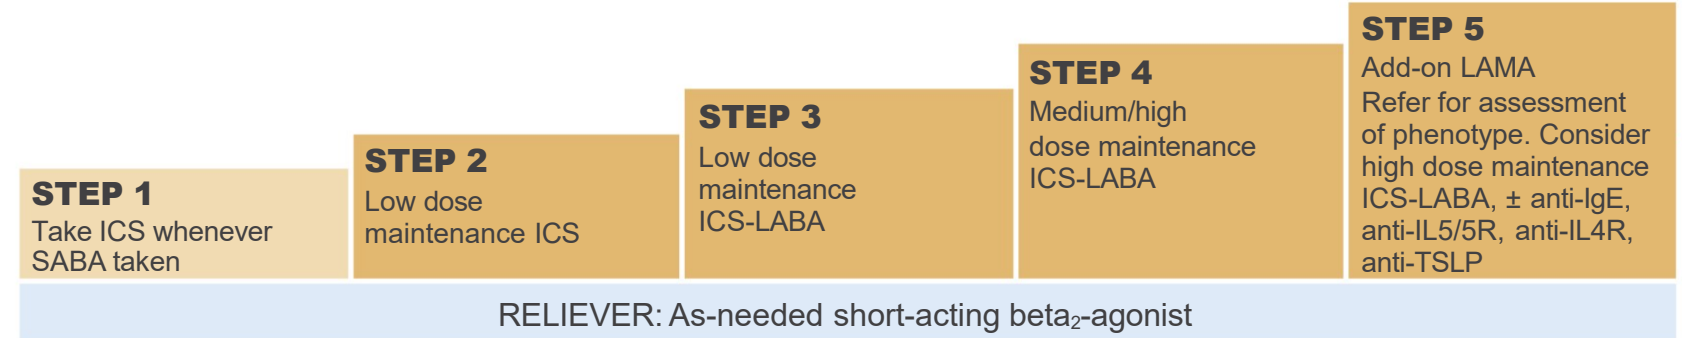 STEP 1
Take ICS whenever
SABA taken
STEP 2
Low dose
maintenance ICS
STEP 3
Low dose
maintenance
ICS-LABA
STEP 4
Medium/high
dose maintenance
ICS-LABA
STEP 5
Add-on LAMA
Refer for assessment
of phenotype. Consider
high dose maintenance
ICS-LABA, ± anti-IgE,
anti-IL5/5R, anti-IL4R,
anti-TSLP
RELIEVER: As-needed short-acting beta₂-agonist